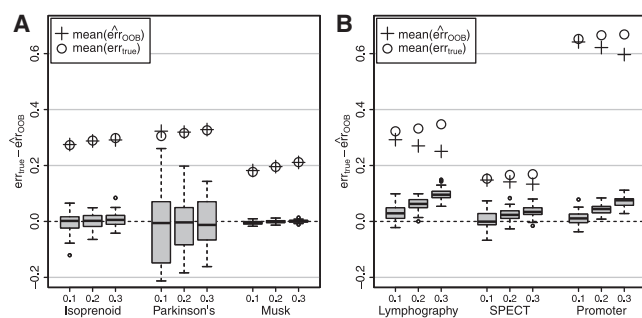 A
+ mean(êrr_OOB)
○ mean(err_true)
err_true−êrr_OOB
0.6
0.4
0.2
0.0
−0.2
0.1 0.2 0.3 0.1 0.2 0.3 0.1 0.2 0.3
Isoprenoid Parkinson's Musk
B
+ mean(êrr_OOB)
○ mean(err_true)
err_true−êrr_OOB
0.6
0.4
0.2
0.0
−0.2
0.1 0.2 0.3 0.1 0.2 0.3 0.1 0.2 0.3
Lymphography SPECT Promoter